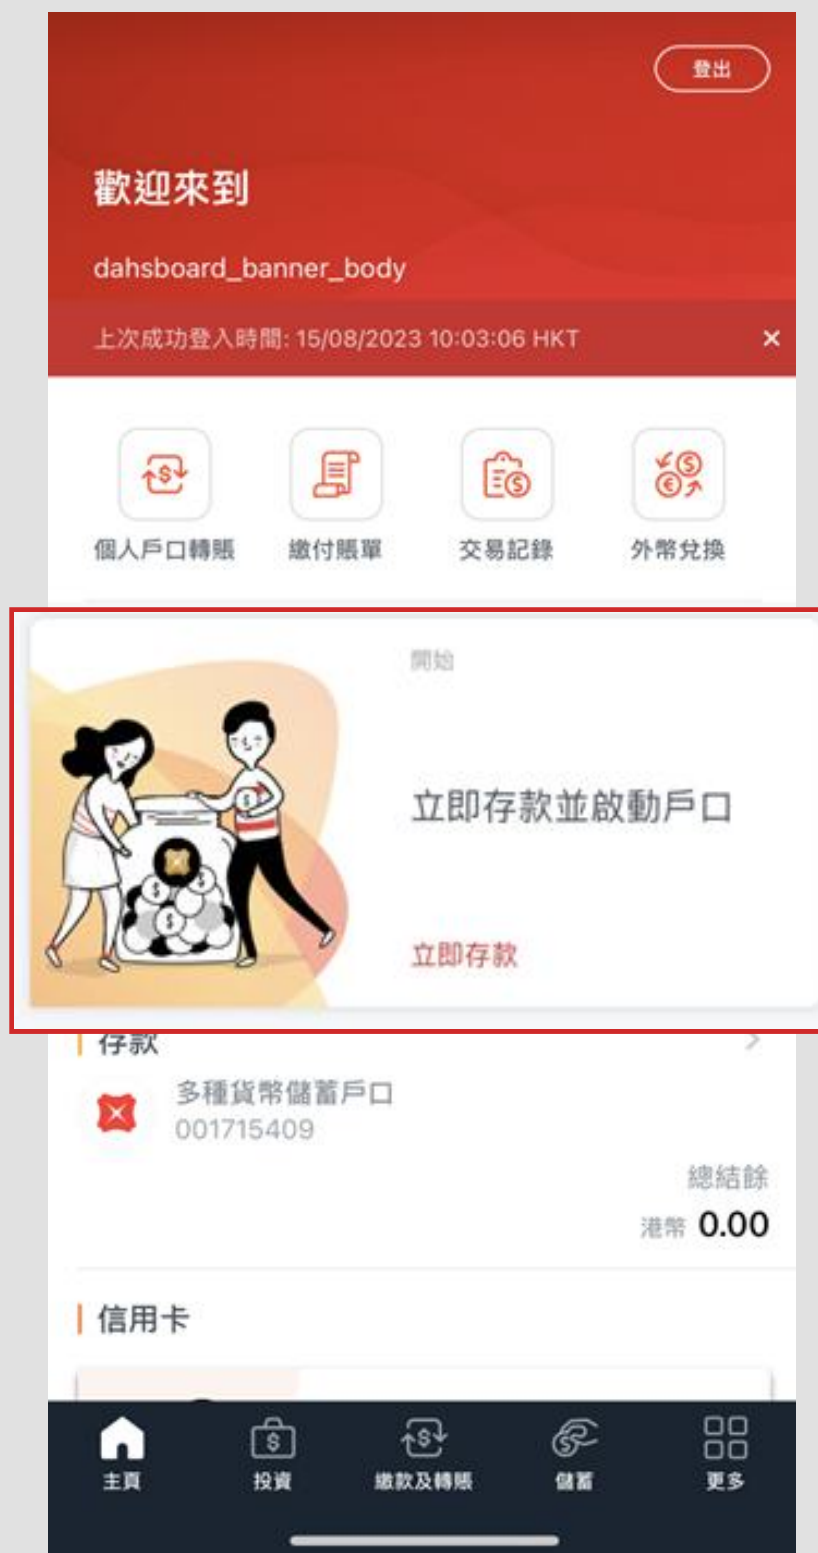 登出
歡迎來到
dahsboard_banner_body
上次成功登入時間: 15/08/2023 10:03:06 HKT
個人戶口轉賬 繳付賬單 交易記錄 外幣兌換
開始
立即存款並啟動戶口
立即存款
存款
多種貨幣儲蓄戶口
001715409
總結餘
港幣 0.00
信用卡
主頁 投資 繳款及轉賬 儲蓄 更多